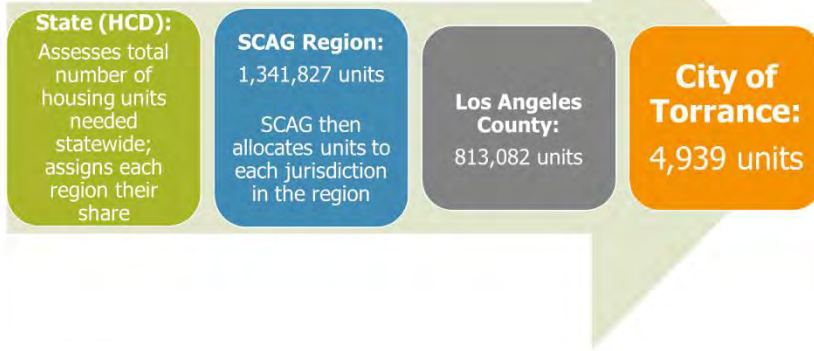 State (HCD):
Assesses total
number of
housing units
needed
statewide;
assigns each
region their
share
SCAG Region:
1,341,827 units
SCAG then
allocates units to
each jurisdiction
in the region
Los Angeles
County:
813,082 units
City of
Torrance:
4,939 units